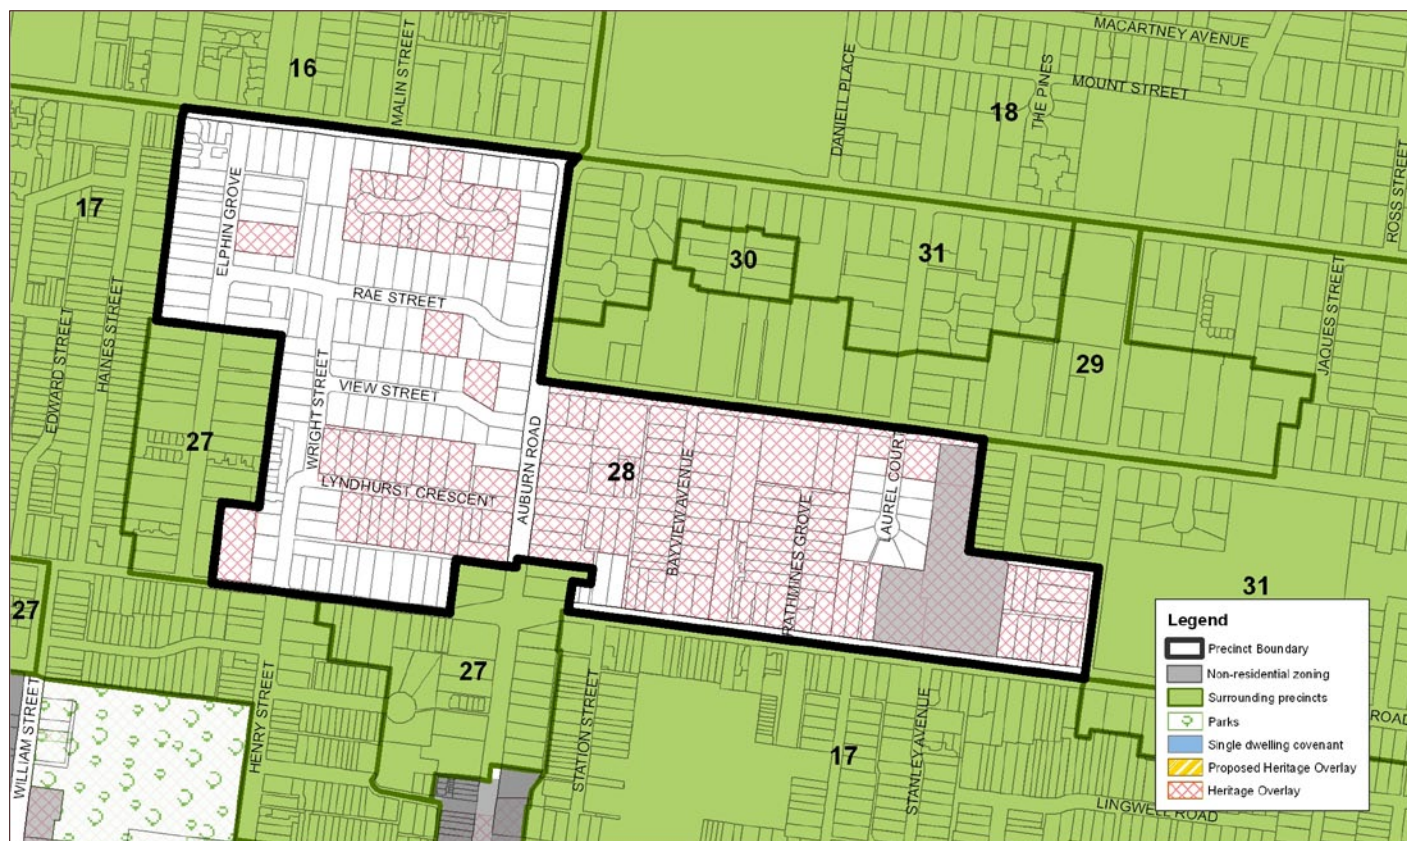 MACARTNEY AVENUE
MOUNT STREET
THE PINES
DANIELL PLACE
18
ROSS STREET
16
MALIN STREET
17
ELPHIN GROVE
30
31
JAQUES STREET
HAINES STREET
EDWARD STREET
RAE STREET
29
WRIGHT STREET
VIEW STREET
AUBURN ROAD
27
28
LYNDHURST CRESCENT
BAYVIEW AVENUE
RATHMINES GROVE
LAUREL COURT
31
27
27
WILLIAM STREET
HENRY STREET
STATION STREET
17
STANLEY AVENUE
LINGWELL ROAD
ROAD
Legend
Precinct Boundary
Non-residential zoning
Surrounding precincts
Parks
Single dwelling covenant
Proposed Heritage Overlay
Heritage Overlay